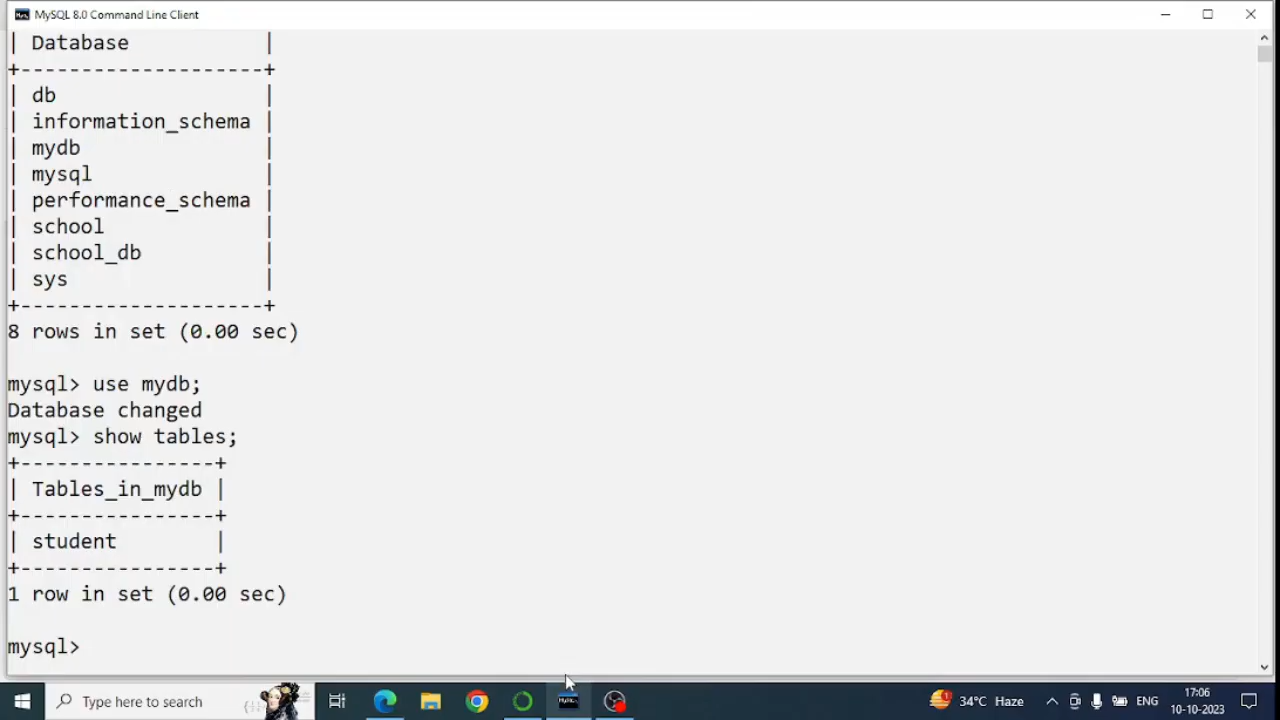 MySQL 8.0 Command Line Client
| Database           |
+--------------------+
| db                 |
| information_schema |
| mydb               |
| mysql              |
| performance_schema |
| school             |
| school_db          |
| sys                |
+--------------------+
8 rows in set (0.00 sec)
mysql> use mydb;
Database changed
mysql> show tables;
+----------------+
| Tables_in_mydb |
+----------------+
| student        |
+----------------+
1 row in set (0.00 sec)
mysql>
Type here to search
34°C Haze
ENG
17:06
10-10-2023